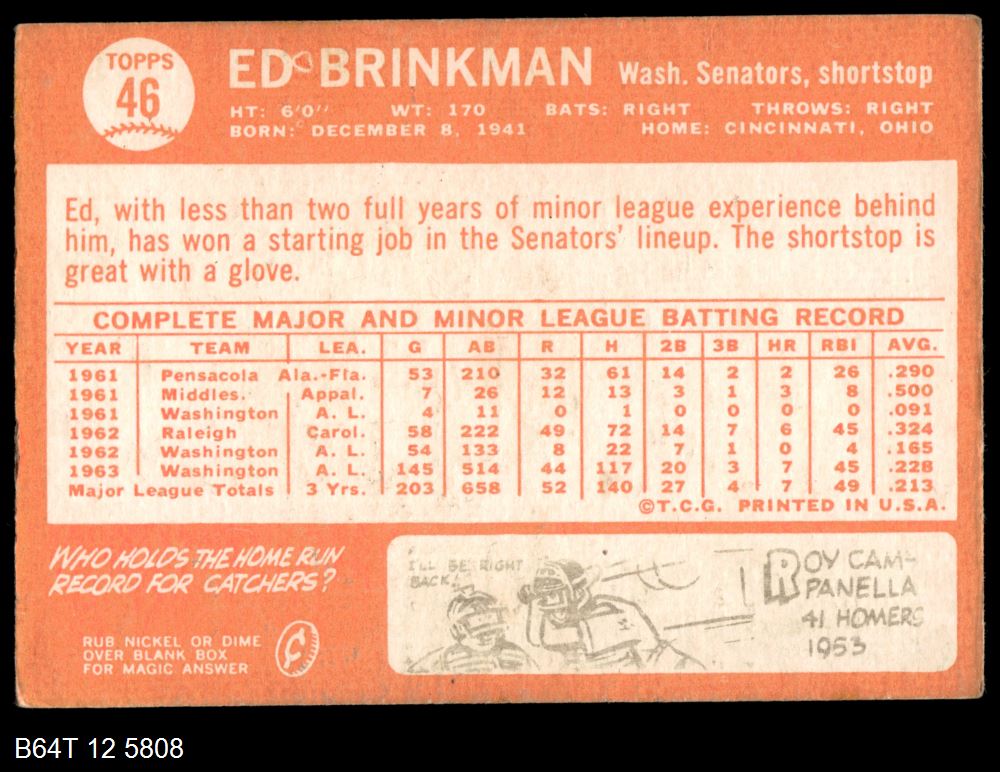 TOPPS
46
ED BRINKMAN Wash. Senators, shortstop
HT: 6'0" WT: 170 BATS: RIGHT THROWS: RIGHT
BORN: DECEMBER 8, 1941 HOME: CINCINNATI, OHIO
Ed, with less than two full years of minor league experience behind
him, has won a starting job in the Senators' lineup. The shortstop is
great with a glove.
COMPLETE MAJOR AND MINOR LEAGUE BATTING RECORD
YEAR TEAM LEA. G AB R H 2B 3B HR RBI AVG.
1961 Pensacola Ala.-Fla. 53 210 32 61 14 2 2 26 .290
1961 Middles. Appal. 7 26 12 13 3 1 3 8 .500
1961 Washington A. L. 4 11 0 1 0 0 0 0 .091
1962 Raleigh Carol. 58 222 49 72 14 7 6 45 .324
1962 Washington A. L. 54 133 8 22 7 1 0 4 .165
1963 Washington A. L. 145 514 44 117 20 3 7 45 .228
Major League Totals 3 Yrs. 203 658 52 140 27 4 7 49 .213
©T.C.G. PRINTED IN U.S.A.
WHO HOLDS THE HOME RUN
RECORD FOR CATCHERS?
RUB NICKEL OR DIME
OVER BLANK BOX
FOR MAGIC ANSWER
¢
I'LL BE RIGHT
BACK!
ROY CAM-
PANELLA
41 HOMERS
1953
B64T 12 5808